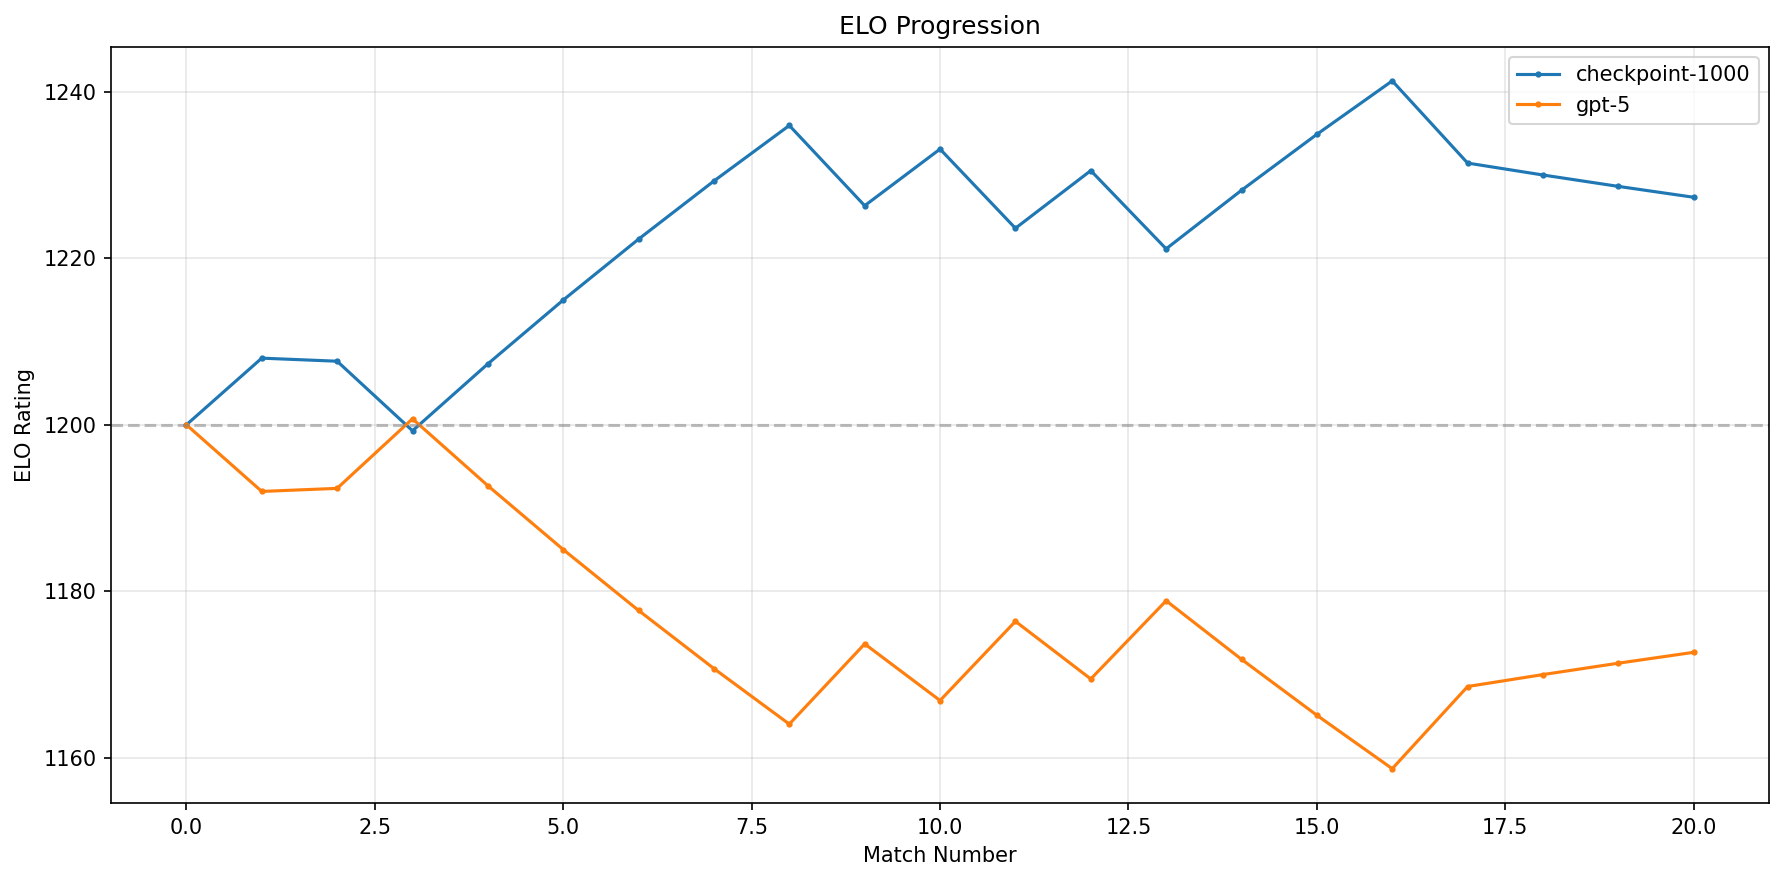 ELO Progression
checkpoint-1000
gpt-5
ELO Rating
1240
1220
1200
1180
1160
0.0 2.5 5.0 7.5 10.0 12.5 15.0 17.5 20.0
Match Number